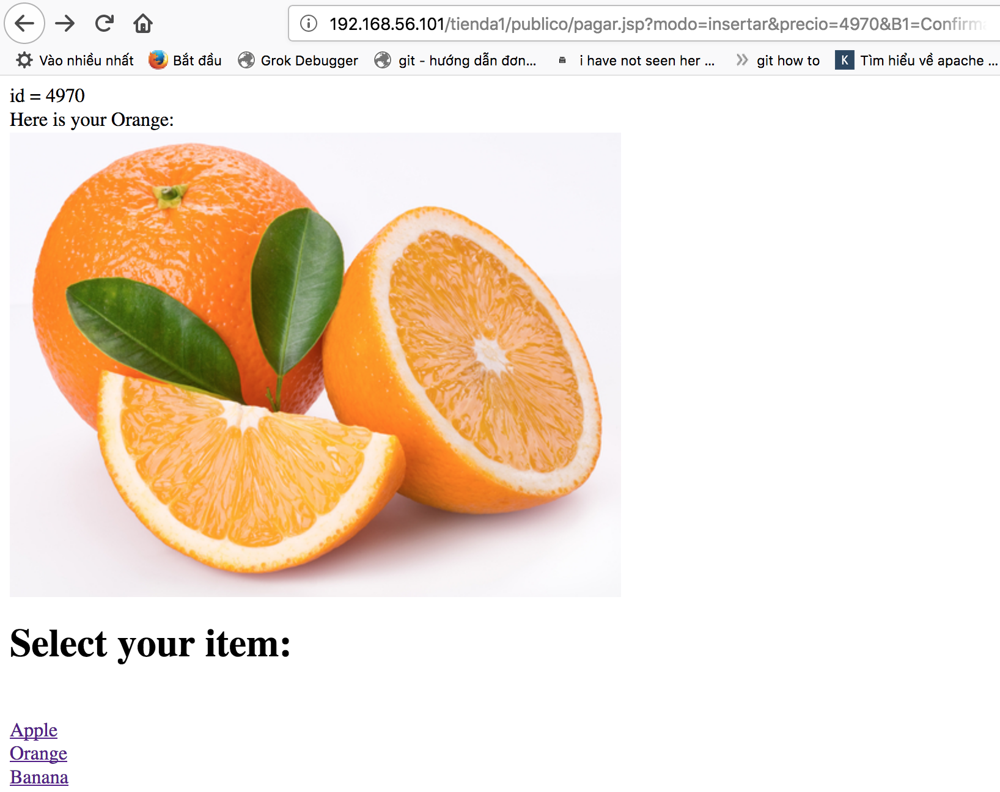 192.168.56.101/tienda1/publico/pagar.jsp?modo=insertar&precio=4970&B1=Confirma
Vào nhiều nhất Bắt đầu Grok Debugger git - hướng dẫn đơn... i have not seen her ... git how to K Tìm hiểu về apache ...
id = 4970
Here is your Orange:
Select your item:
Apple
Orange
Banana